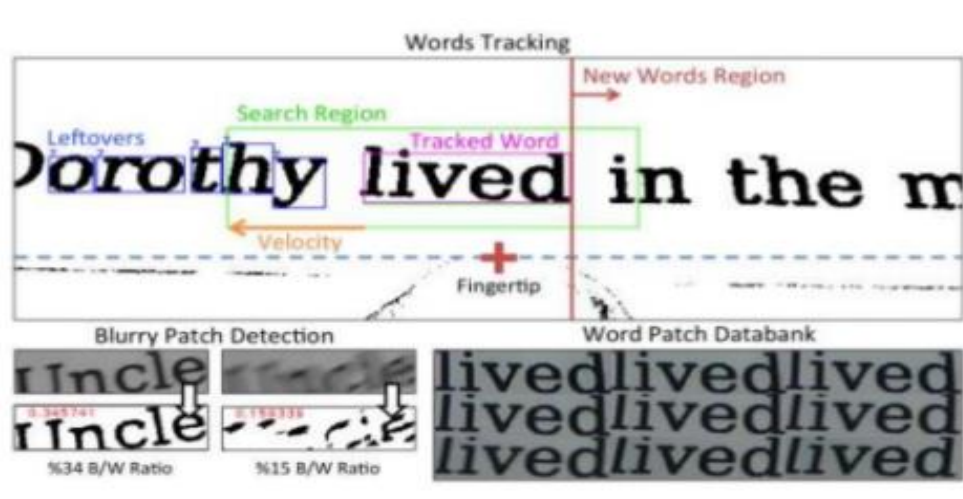 Words Tracking
New Words Region
Search Region
Leftovers
Tracked Word
Dorothy lived in the m
Velocity
Fingertip
Blurry Patch Detection
Word Patch Databank
Uncle
lived lived lived
lived lived lived
lived lived lived
Uncle
%34 B/W Ratio
%15 B/W Ratio